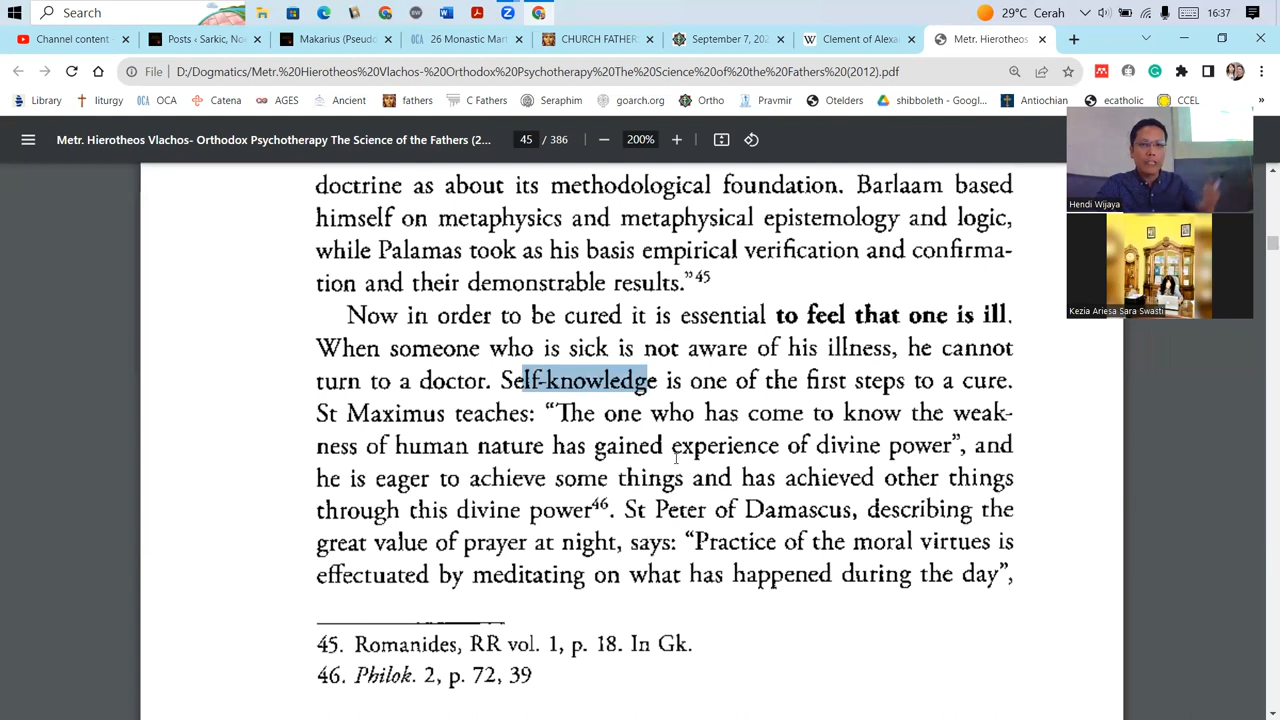 Search
29°C Cerah
16:37
Channel content -
Posts ‹ Sarkic, No
Makarius (Pseudo
26 Monastic Mart
CHURCH FATHER
September 7, 202
Clement of Alexa
Metr. Hierotheos
File
D:/Dogmatics/Metr.%20Hierotheos%20Vlachos-%20Orthodox%20Psychotherapy%20The%20Science%20of%20the%20Fathers%20(2012).pdf
Library
liturgy
OCA
Catena
AGES
Ancient
fathers
C Fathers
Seraphim
goarch.org
Ortho
Pravmir
Otelders
shibboleth - Googl...
Antiochian
ecatholic
CCEL
Metr. Hierotheos Vlachos- Orthodox Psychotherapy The Science of the Fathers (2...
45 / 386
200%
doctrine as about its methodological foundation. Barlaam based
himself on metaphysics and metaphysical epistemology and logic,
while Palamas took as his basis empirical verification and confirma-
tion and their demonstrable results.”45
Now in order to be cured it is essential to feel that one is ill.
When someone who is sick is not aware of his illness, he cannot
turn to a doctor. Self-knowledge is one of the first steps to a cure.
St Maximus teaches: “The one who has come to know the weak-
ness of human nature has gained experience of divine power”, and
he is eager to achieve some things and has achieved other things
through this divine power46. St Peter of Damascus, describing the
great value of prayer at night, says: “Practice of the moral virtues is
effectuated by meditating on what has happened during the day”,
45. Romanides, RR vol. 1, p. 18. In Gk.
46. Philok. 2, p. 72, 39
Hendi Wijaya
Kezia Ariesa Sara Swasti